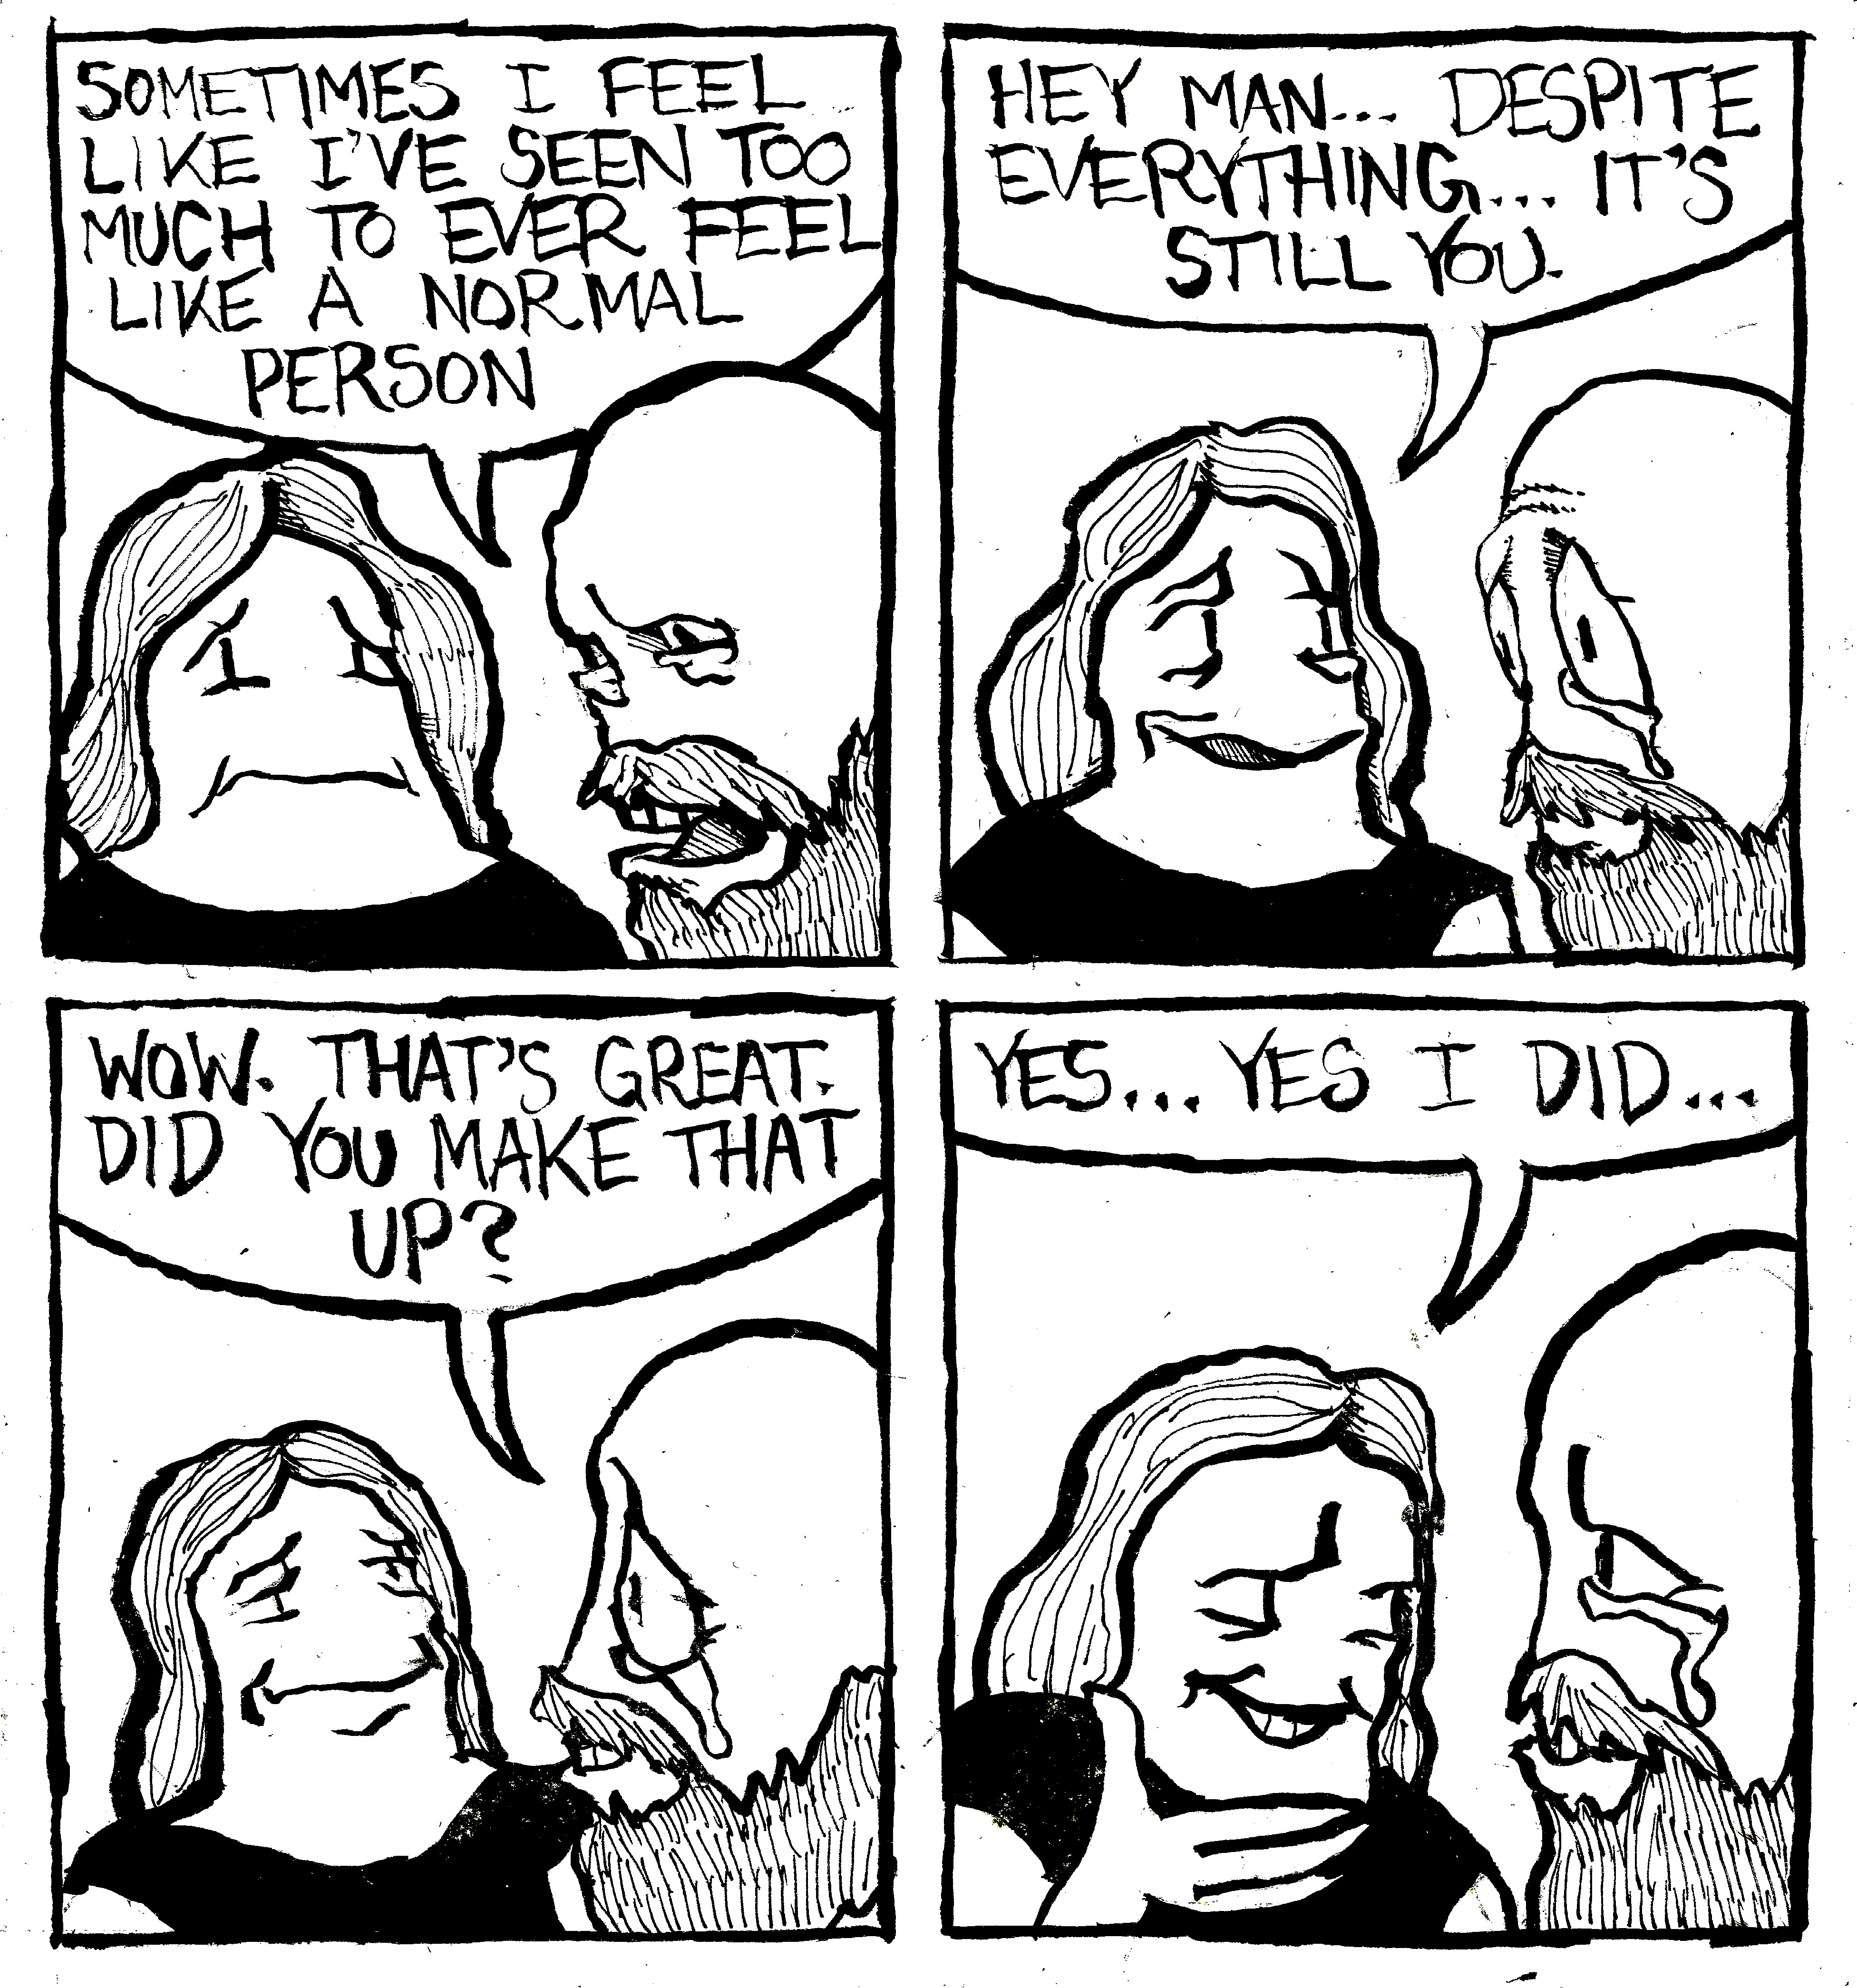 SOMETIMES I FEEL
LIKE I'VE SEEN TOO
MUCH TO EVER FEEL
LIKE A NORMAL
PERSON
HEY MAN... DESPITE
EVERYTHING... IT'S
STILL YOU.
WOW. THAT'S GREAT.
DID YOU MAKE THAT
UP?
YES... YES I DID...